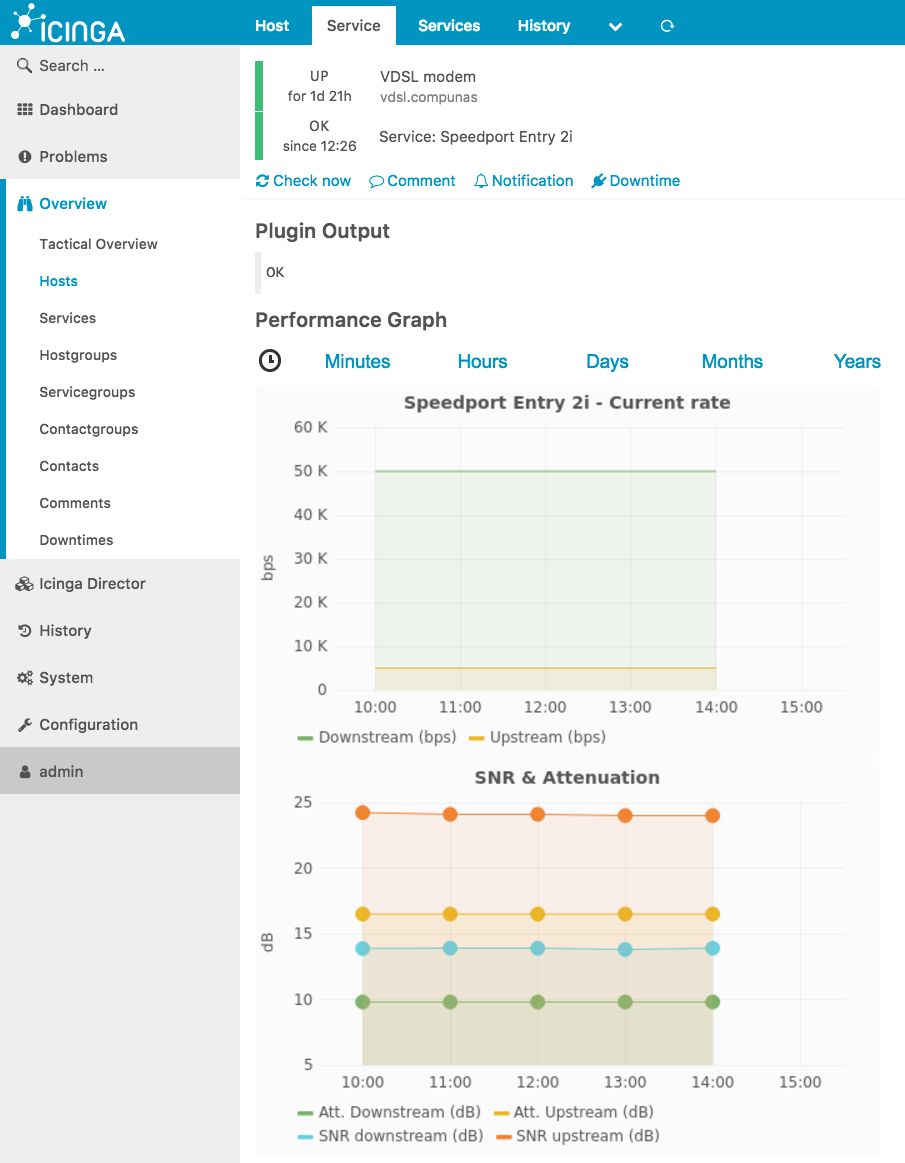 ICINGA
Host Service Services History
Search ...
Dashboard
Problems
Overview
Tactical Overview
Hosts
Services
Hostgroups
Servicegroups
Contactgroups
Contacts
Comments
Downtimes
Icinga Director
History
System
Configuration
admin
UP
for 1d 21h
VDSL modem
vdsl.compunas
OK
since 12:26
Service: Speedport Entry 2i
Check now Comment Notification Downtime
Plugin Output
OK
Performance Graph
Minutes Hours Days Months Years
Speedport Entry 2i - Current rate
60 K
50 K
40 K
30 K
20 K
10 K
0
bps
10:00 11:00 12:00 13:00 14:00 15:00
Downstream (bps) Upstream (bps)
SNR & Attenuation
25
20
15
10
5
dB
10:00 11:00 12:00 13:00 14:00 15:00
Att. Downstream (dB) Att. Upstream (dB)
SNR downstream (dB) SNR upstream (dB)